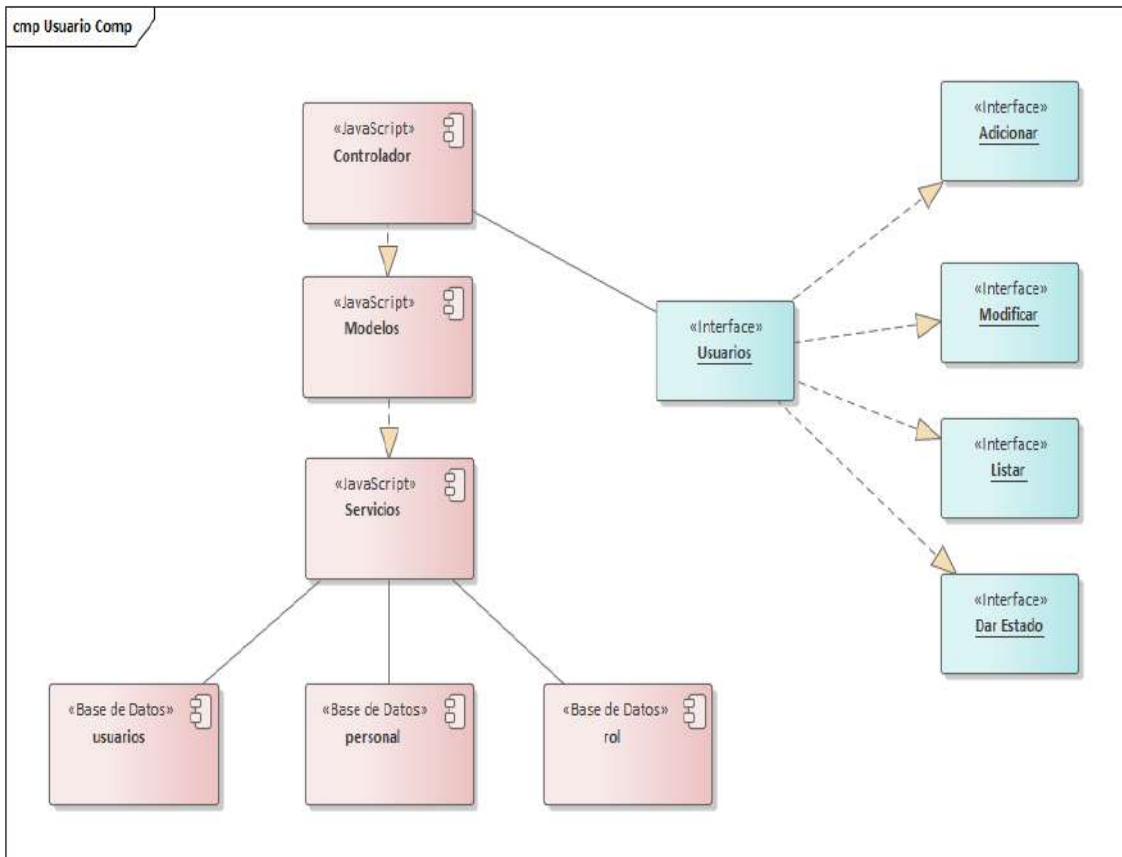 cmp Usuario Comp
«JavaScript»
Controlador
«JavaScript»
Modelos
«JavaScript»
Servicios
«Base de Datos»
usuarios
«Base de Datos»
personal
«Base de Datos»
rol
«Interface»
Usuarios
«Interface»
Adicionar
«Interface»
Modificar
«Interface»
Listar
«Interface»
Dar Estado